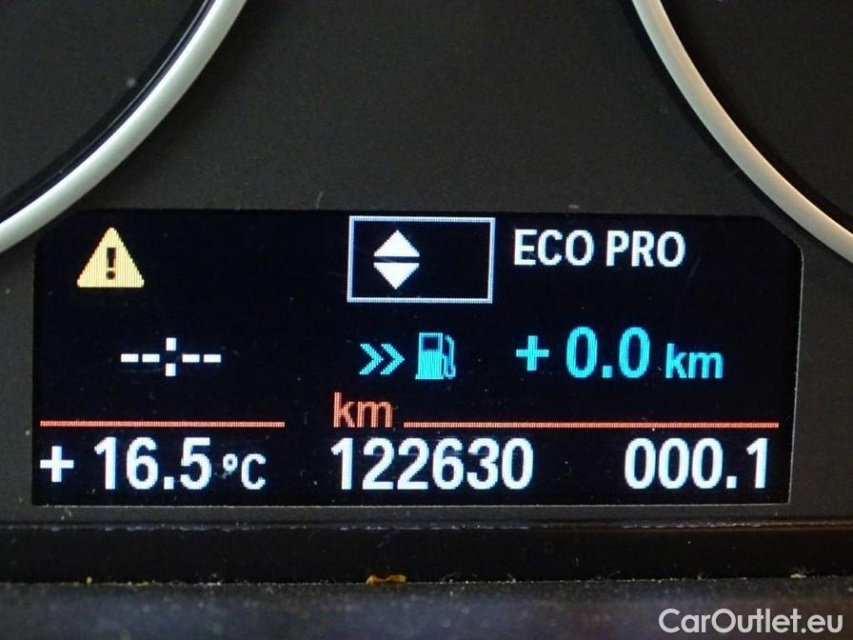 ECO PRO
--:--
+ 0.0 km
km
+ 16.5 °C 122630 000.1
CarOutlet.eu